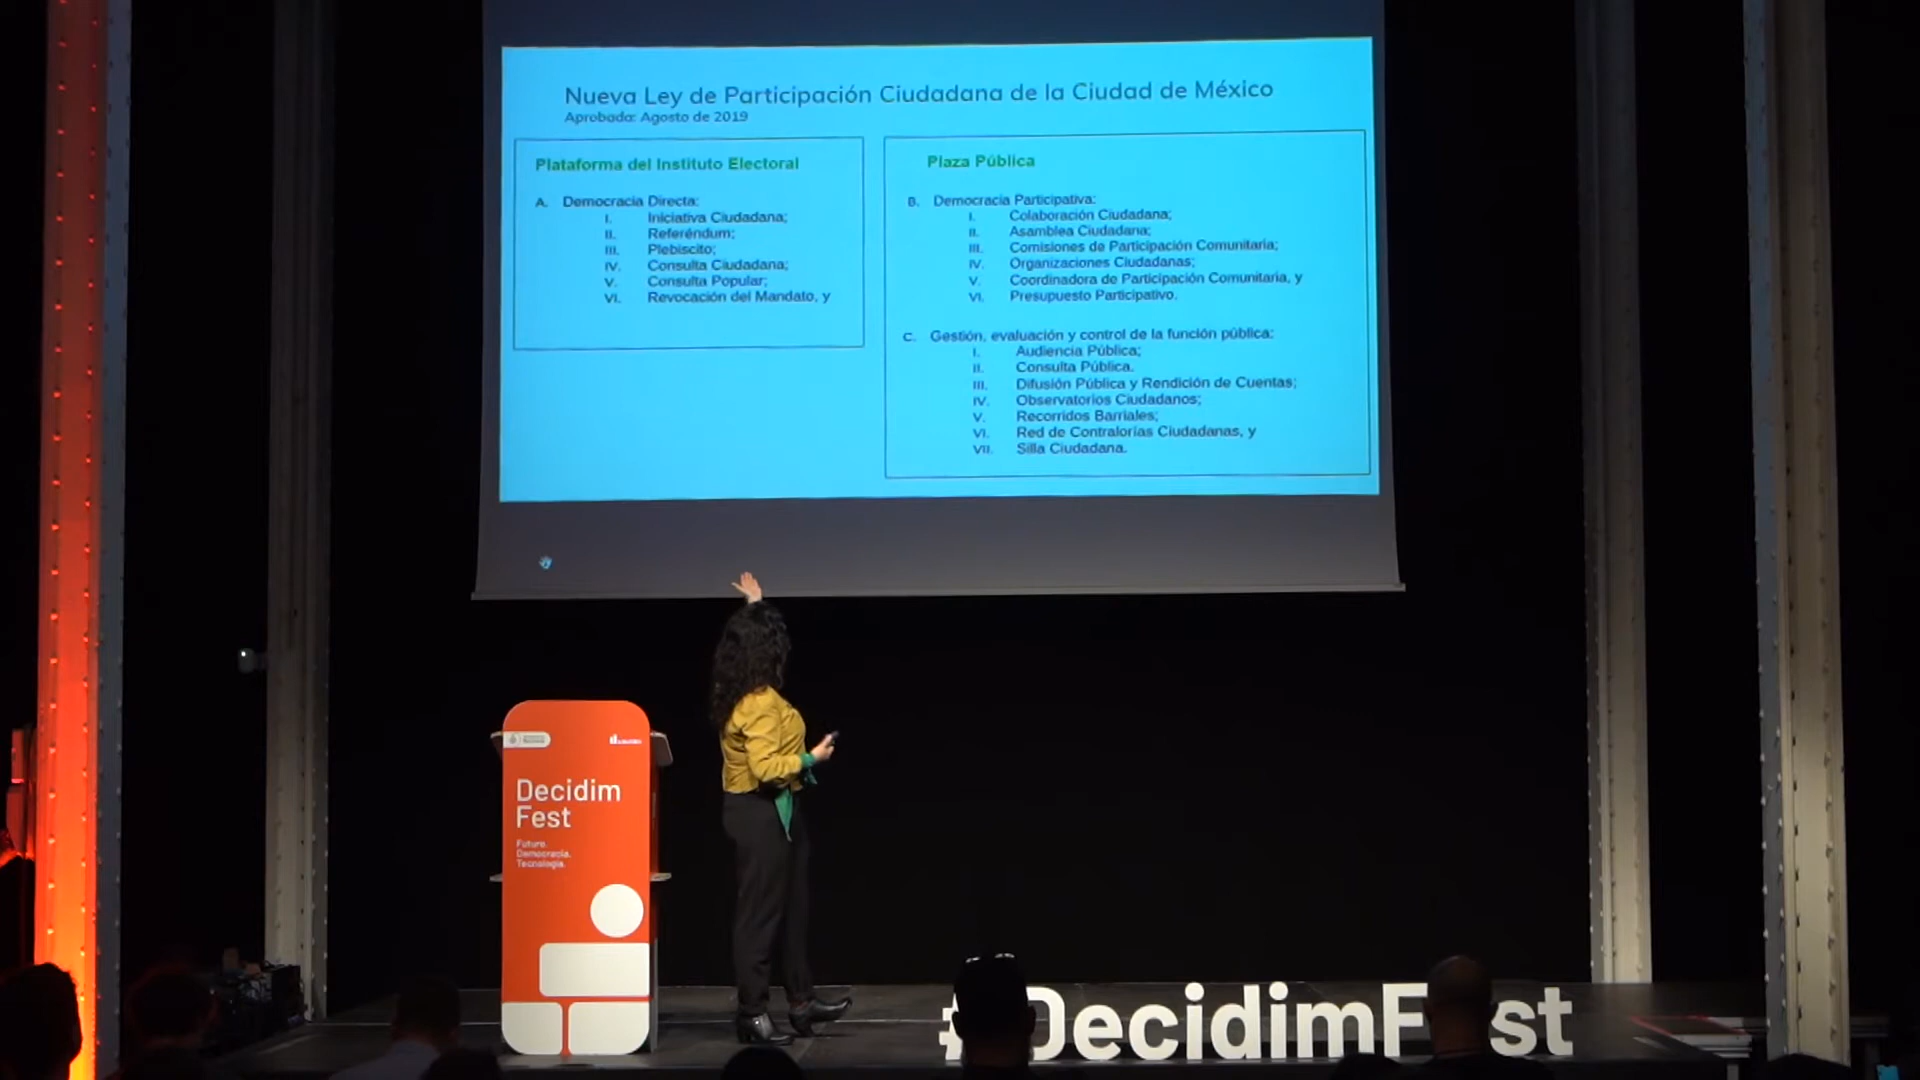 Nueva Ley de Participación Ciudadana de la Ciudad de México
Aprobada: Agosto de 2019
Plataforma del Instituto Electoral
A. Democracia Directa:
I. Iniciativa Ciudadana;
II. Referéndum;
III. Plebiscito;
IV. Consulta Ciudadana;
V. Consulta Popular;
VI. Revocación del Mandato, y
Plaza Pública
B. Democracia Participativa:
I. Colaboración Ciudadana;
II. Asamblea Ciudadana;
III. Comisiones de Participación Comunitaria;
IV. Organizaciones Ciudadanas;
V. Coordinadora de Participación Comunitaria, y
VI. Presupuesto Participativo.
C. Gestión, evaluación y control de la función pública:
I. Audiencia Pública;
II. Consulta Pública.
III. Difusión Pública y Rendición de Cuentas;
IV. Observatorios Ciudadanos;
V. Recorridos Barriales;
VI. Red de Contralorías Ciudadanas, y
VII. Silla Ciudadana.
Decidim
Fest
Futuro.
Democracia.
Tecnología.
#DecidimFest